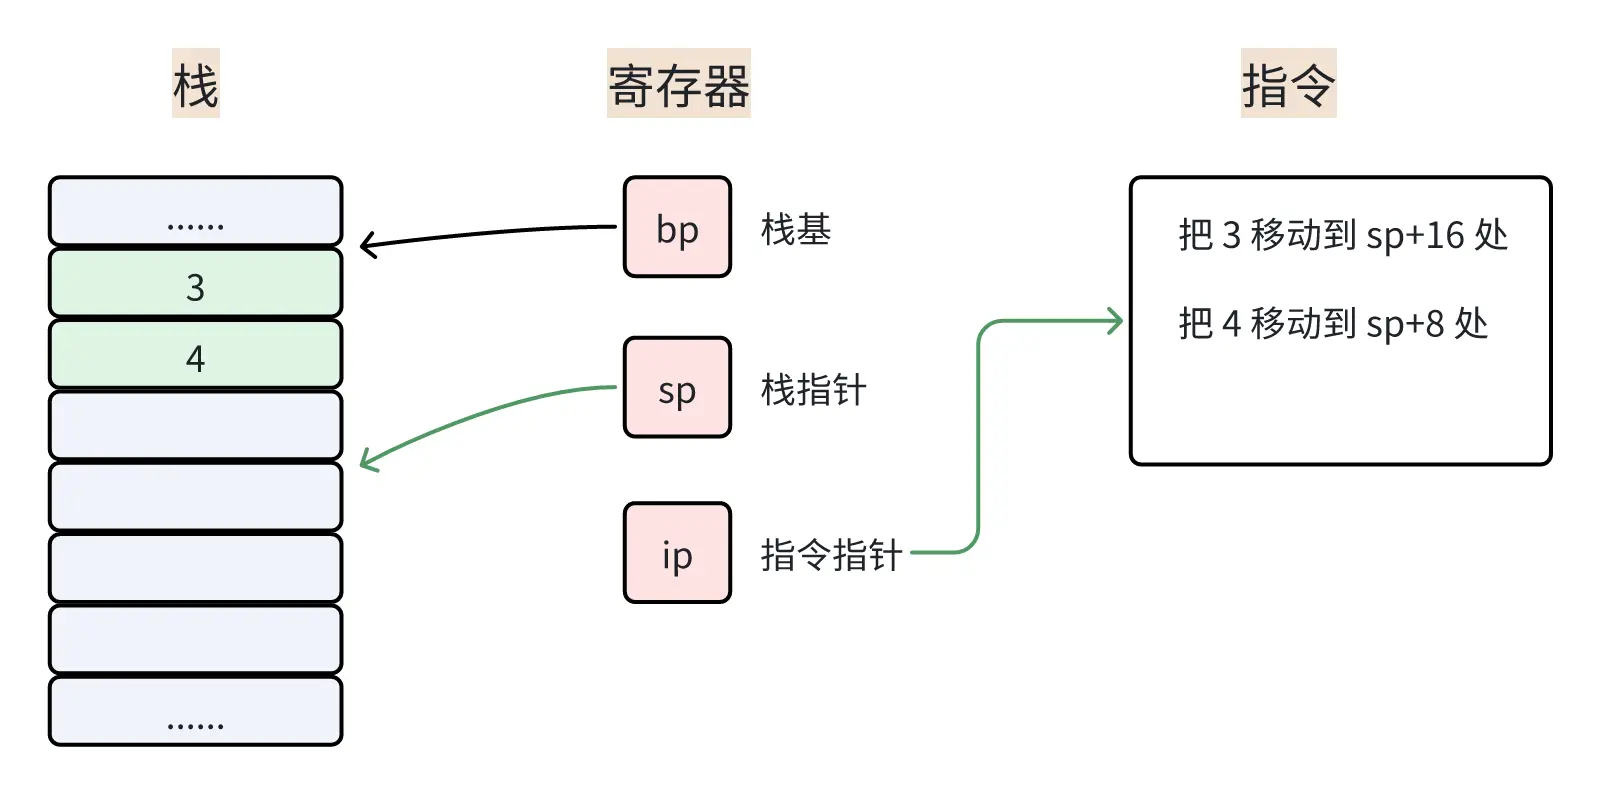 栈
寄存器
指令
......
3
4
......
bp
栈基
sp
栈指针
ip
指令指针
把 3 移动到 sp+16 处
把 4 移动到 sp+8 处